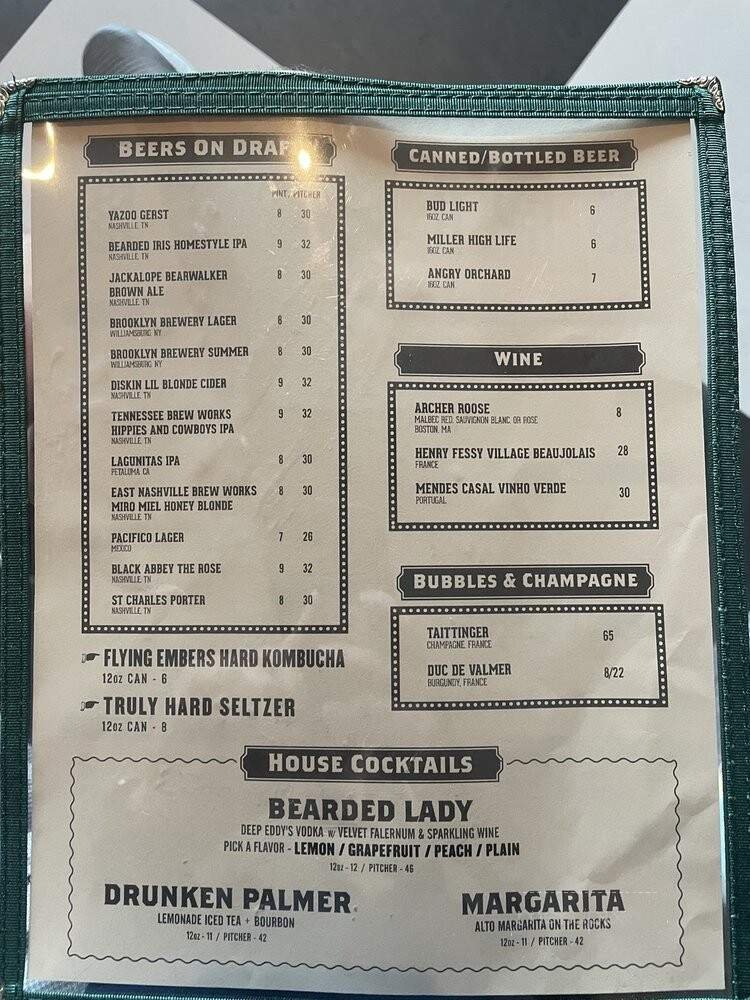 BEERS ON DRAF
PINT / PITCHER
YAZOO GERST 8 30
NASHVILLE, TN
BEARDED IRIS HOMESTYLE IPA 9 32
NASHVILLE, TN
JACKALOPE BEARWALKER 8 30
BROWN ALE
NASHVILLE, TN
BROOKLYN BREWERY LAGER 8 30
WILLIAMSBURG NY
BROOKLYN BREWERY SUMMER 8 30
WILLIAMSBURG NY
DISKIN LIL BLONDE CIDER 9 32
NASHVILLE, TN
TENNESSEE BREW WORKS 9 32
HIPPIES AND COWBOYS IPA
NASHVILLE, TN
LAGUNITAS IPA 8 30
PETALUMA, CA
EAST NASHVILLE BREW WORKS 8 30
MIRO MIEL HONEY BLONDE
NASHVILLE, TN
PACIFICO LAGER 7 26
MEXICO
BLACK ABBEY THE ROSE 9 32
NASHVILLE, TN
ST CHARLES PORTER 8 30
NASHVILLE, TN
FLYING EMBERS HARD KOMBUCHA
12oz CAN - 6
TRULY HARD SELTZER
12oz CAN - 8
CANNED/BOTTLED BEER
BUD LIGHT 6
16OZ. CAN
MILLER HIGH LIFE 6
16OZ. CAN
ANGRY ORCHARD 7
16OZ. CAN
WINE
ARCHER ROOSE 8
MALBEC RED, SAUVIGNON BLANC, OR ROSE
BOSTON, MA
HENRY FESSY VILLAGE BEAUJOLAIS 28
FRANCE
MENDES CASAL VINHO VERDE 30
PORTUGAL
BUBBLES & CHAMPAGNE
TAITTINGER 65
CHAMPAGNE, FRANCE
DUC DE VALMER 8/22
BURGUNDY, FRANCE
HOUSE COCKTAILS
BEARDED LADY
DEEP EDDY'S VODKA w/ VELVET FALERNUM & SPARKLING WINE
PICK A FLAVOR - LEMON / GRAPEFRUIT / PEACH / PLAIN
12oz - 12 / PITCHER - 46
DRUNKEN PALMER
LEMONADE ICED TEA + BOURBON
12oz - 11 / PITCHER - 42
MARGARITA
ALTO MARGARITA ON THE ROCKS
12oz - 11 / PITCHER - 42